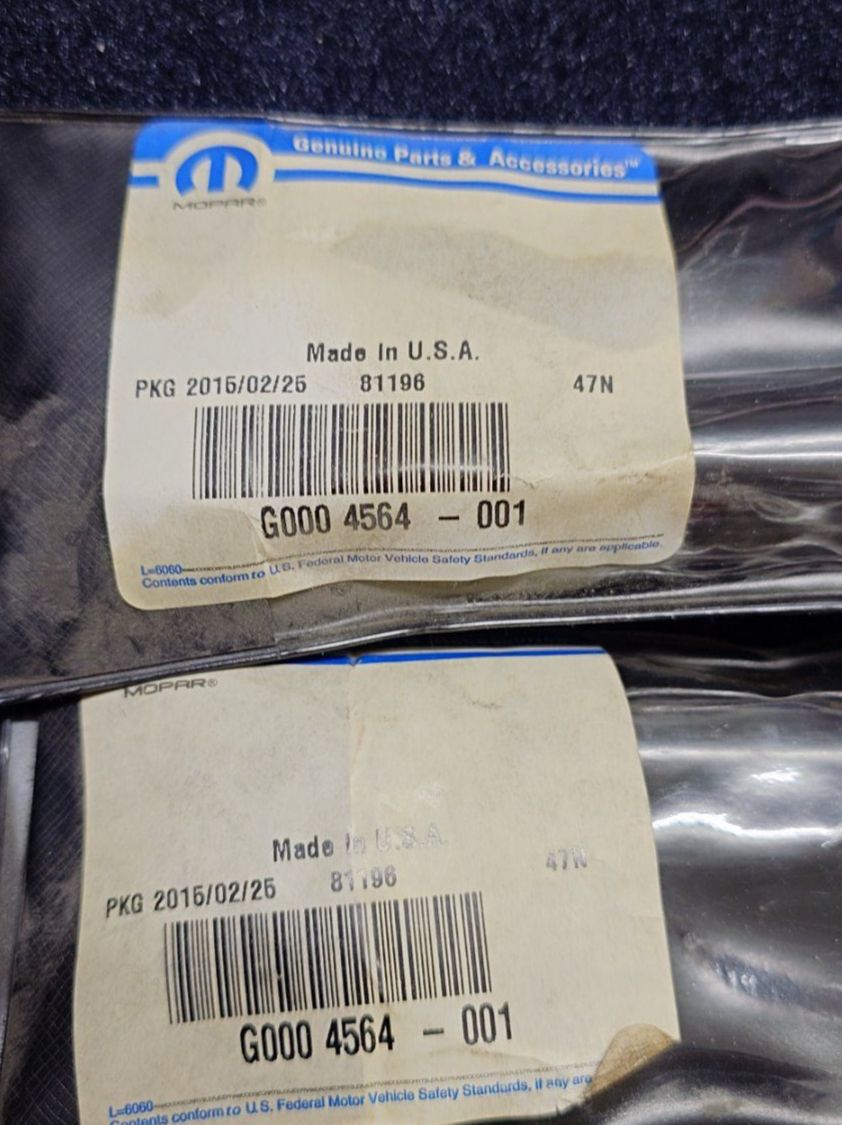 Genuine Parts & Accessories™
MOPAR®
Made In U.S.A.
PKG 2015/02/25 81196 47N
G000 4564 - 001
L=6060
Contents conform to U.S. Federal Motor Vehicle Safety Standards, if any are applicable.
MOPAR®
Made In U.S.A.
PKG 2015/02/25 81196 47N
G000 4564 - 001
L=6060
Contents conform to U.S. Federal Motor Vehicle Safety Standards, if any are